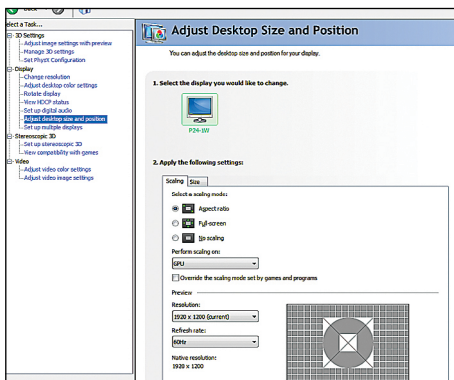 Back
elect a Task...
3D Settings
Adjust image settings with preview
Manage 3D settings
Set PhysX Configuration
Display
Change resolution
Adjust desktop color settings
Rotate display
View HDCP status
Set up digital audio
Adjust desktop size and position
Set up multiple displays
Stereoscopic 3D
Set up stereoscopic 3D
View compatibility with games
Video
Adjust video color settings
Adjust video image settings
Adjust Desktop Size and Position
You can adjust the desktop size and position for your display.
1. Select the display you would like to change.
P24-1W
2. Apply the following settings:
Scaling Size
Select a scaling mode:
Aspect ratio
Full-screen
No scaling
Perform scaling on:
GPU
Override the scaling mode set by games and programs
Preview
Resolution:
1920 x 1200 (current)
Refresh rate:
60Hz
Native resolution:
1920 x 1200